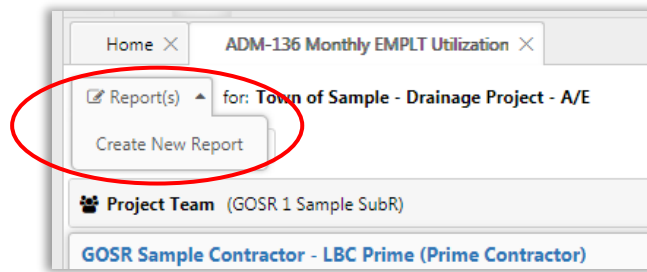 Home × ADM-136 Monthly EMPLT Utilization ×
Report(s) for: Town of Sample - Drainage Project - A/E
Create New Report
Project Team (GOSR 1 Sample SubR)
GOSR Sample Contractor - LBC Prime (Prime Contractor)